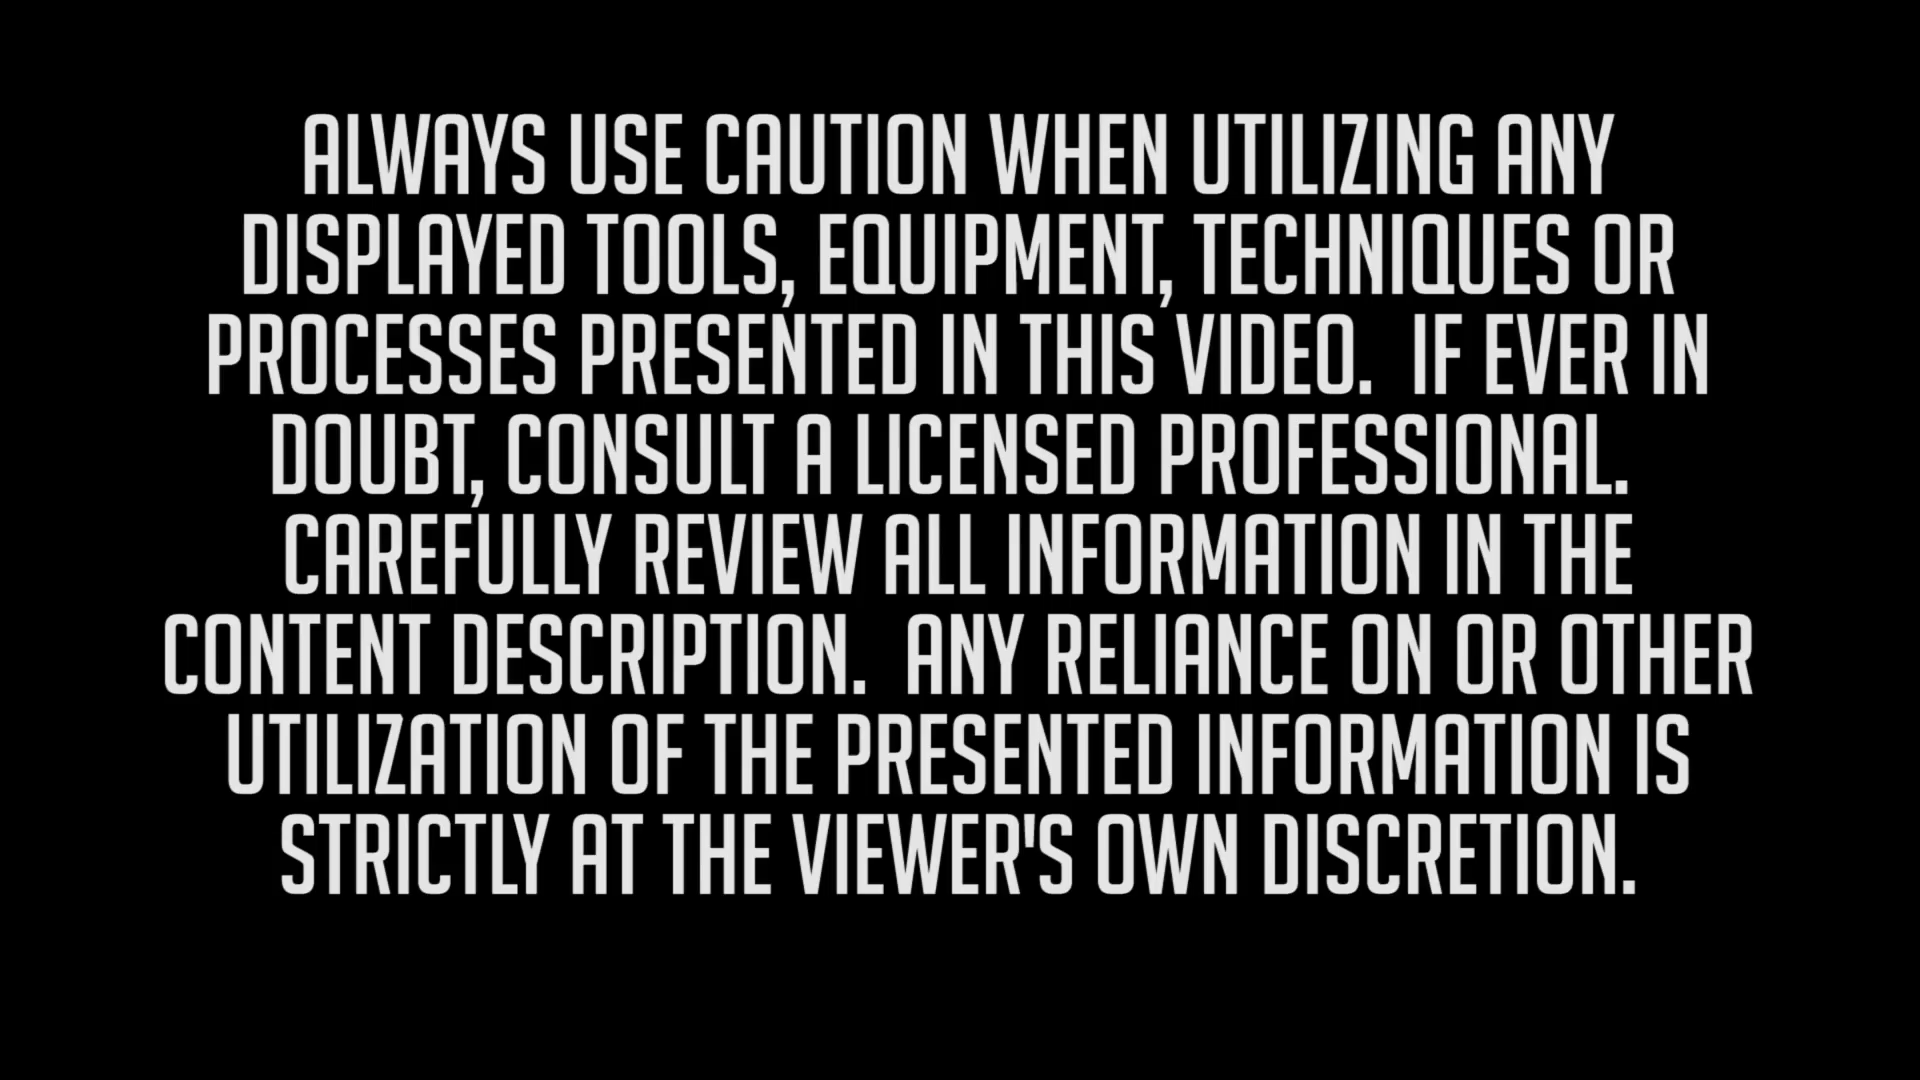 ALWAYS USE CAUTION WHEN UTILIZING ANY
DISPLAYED TOOLS, EQUIPMENT, TECHNIQUES OR
PROCESSES PRESENTED IN THIS VIDEO.  IF EVER IN
DOUBT, CONSULT A LICENSED PROFESSIONAL.
CAREFULLY REVIEW ALL INFORMATION IN THE
CONTENT DESCRIPTION.  ANY RELIANCE ON OR OTHER
UTILIZATION OF THE PRESENTED INFORMATION IS
STRICTLY AT THE VIEWER'S OWN DISCRETION.